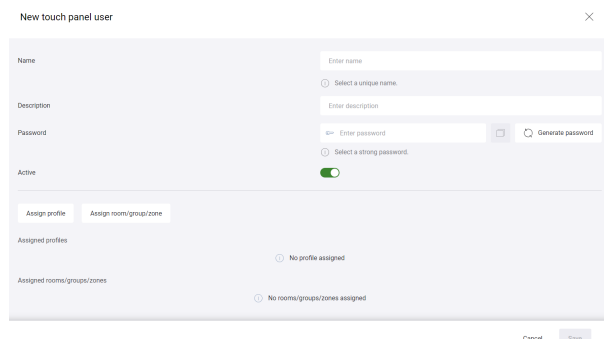 New touch panel user
Name
Enter name
Select a unique name.
Description
Enter description
Password
Enter password
Generate password
Select a strong password.
Active
Assign profile
Assign room/group/zone
Assigned profiles
No profile assigned
Assigned rooms/groups/zones
No rooms/groups/zones assigned
Cancel
Save